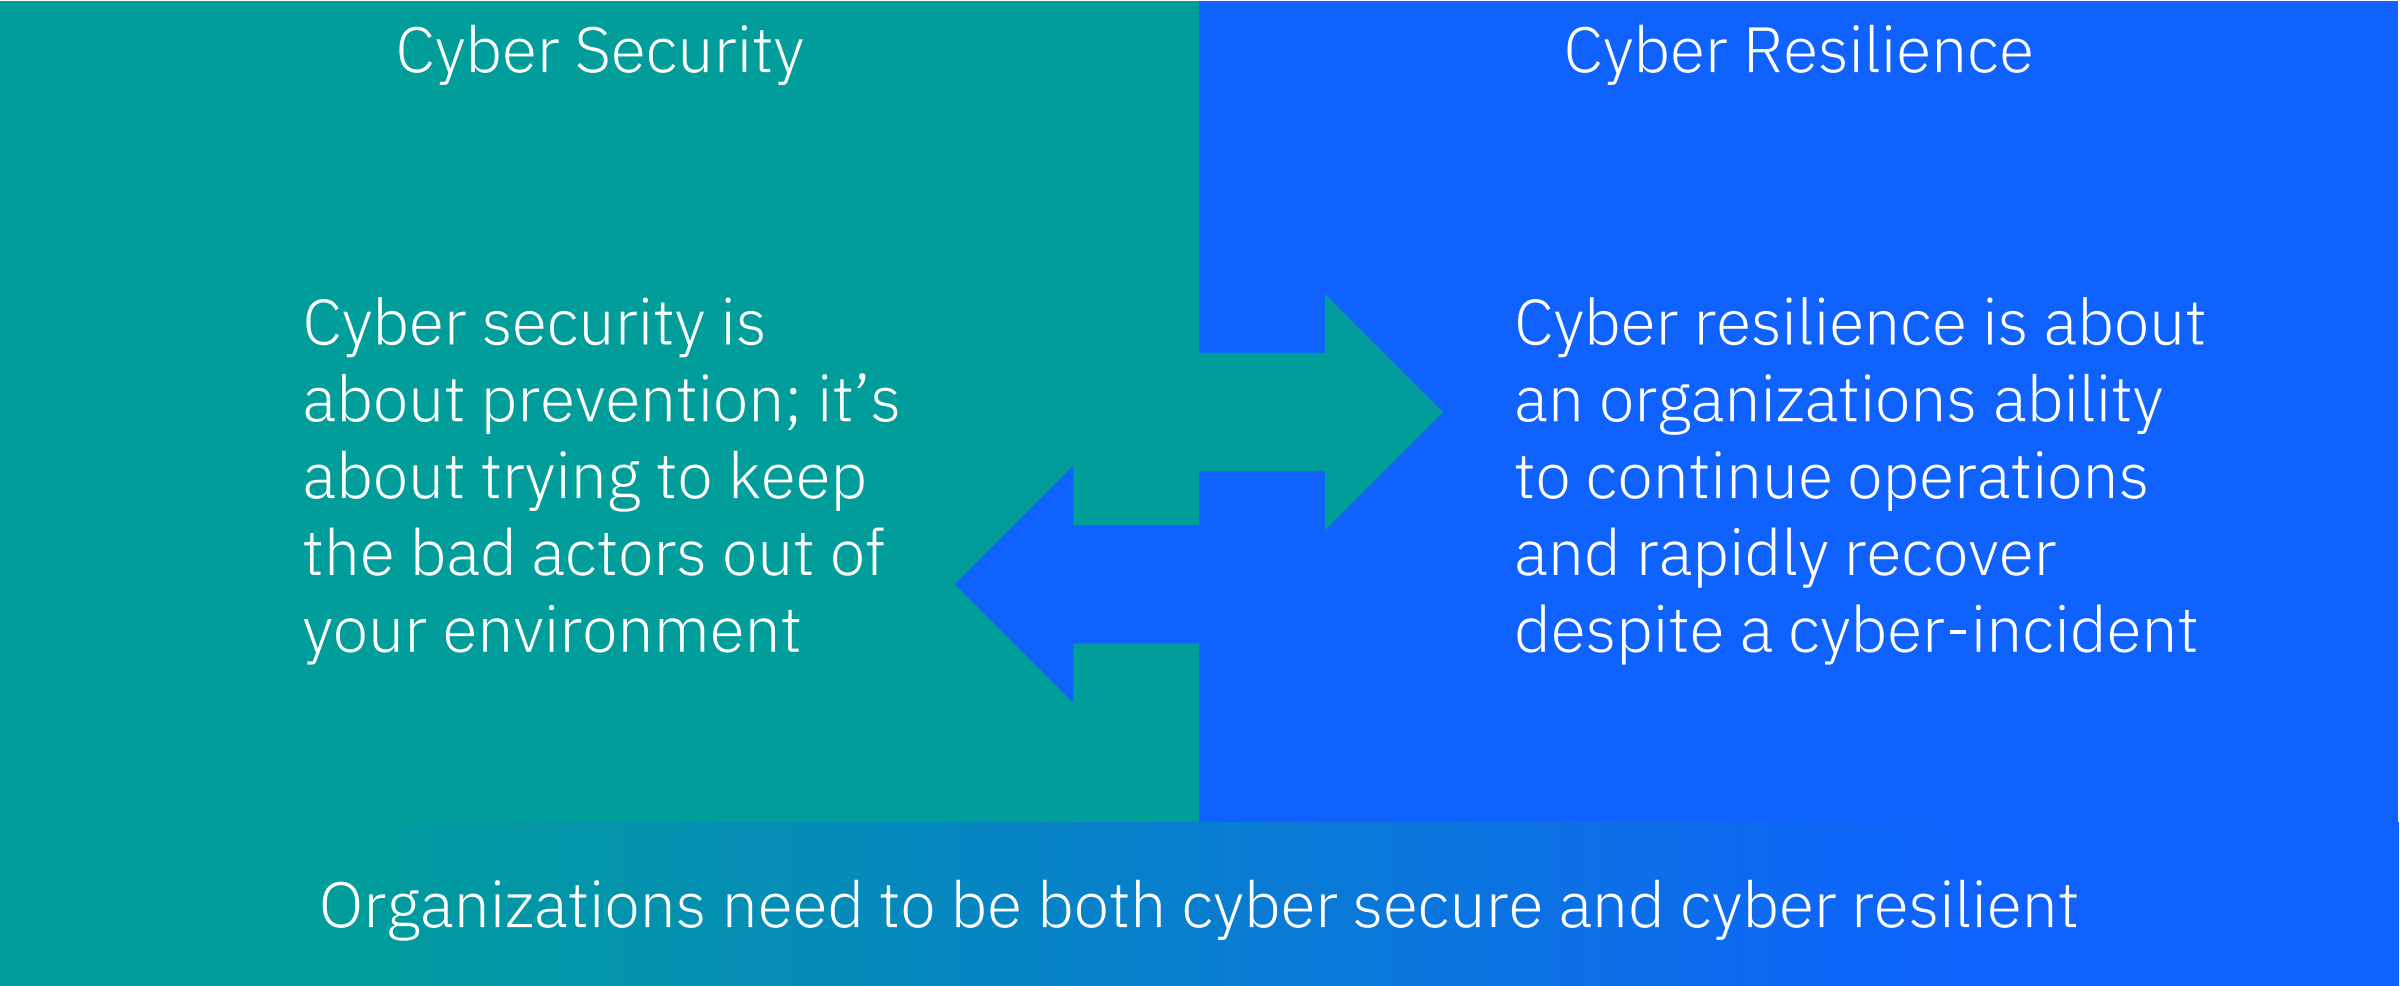 Cyber Security
Cyber security is
about prevention; it’s
about trying to keep
the bad actors out of
your environment
Cyber Resilience
Cyber resilience is about
an organizations ability
to continue operations
and rapidly recover
despite a cyber-incident
Organizations need to be both cyber secure and cyber resilient